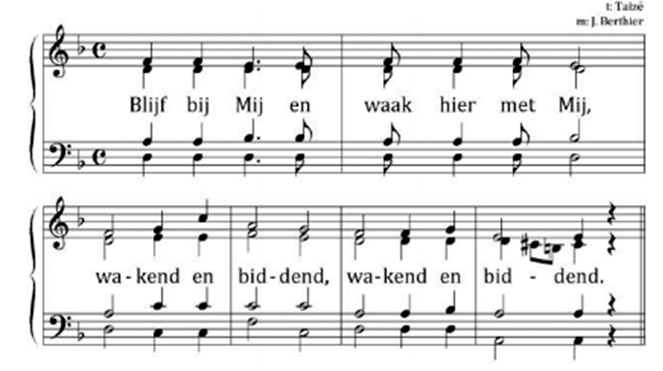 t: Taizé
m: J. Berthier
Blijf bij Mij en waak hier met Mij,
wa-kend en bid-dend, wa-kend en bid - dend.